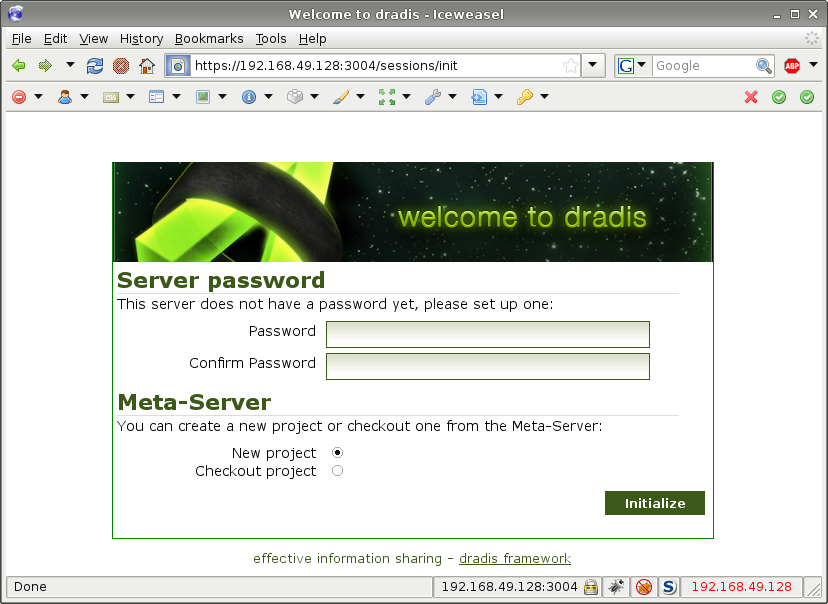 Welcome to dradis - Iceweasel
File Edit View History Bookmarks Tools Help
https://192.168.49.128:3004/sessions/init
G Google ABP
CSS
welcome to dradis
Server password
This server does not have a password yet, please set up one:
Password
Confirm Password
Meta-Server
You can create a new project or checkout one from the Meta-Server:
New project
Checkout project
Initialize
effective information sharing - dradis framework
Done 192.168.49.128:3004 S 192.168.49.128